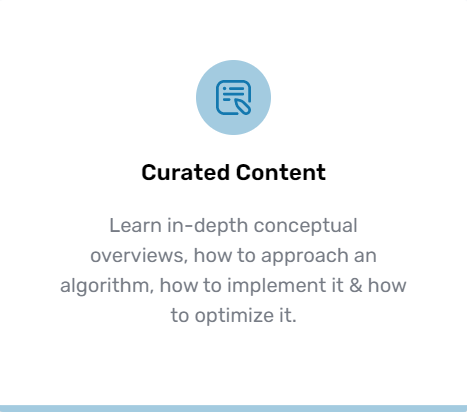 Curated Content
Learn in-depth conceptual
overviews, how to approach an
algorithm, how to implement it & how
to optimize it.